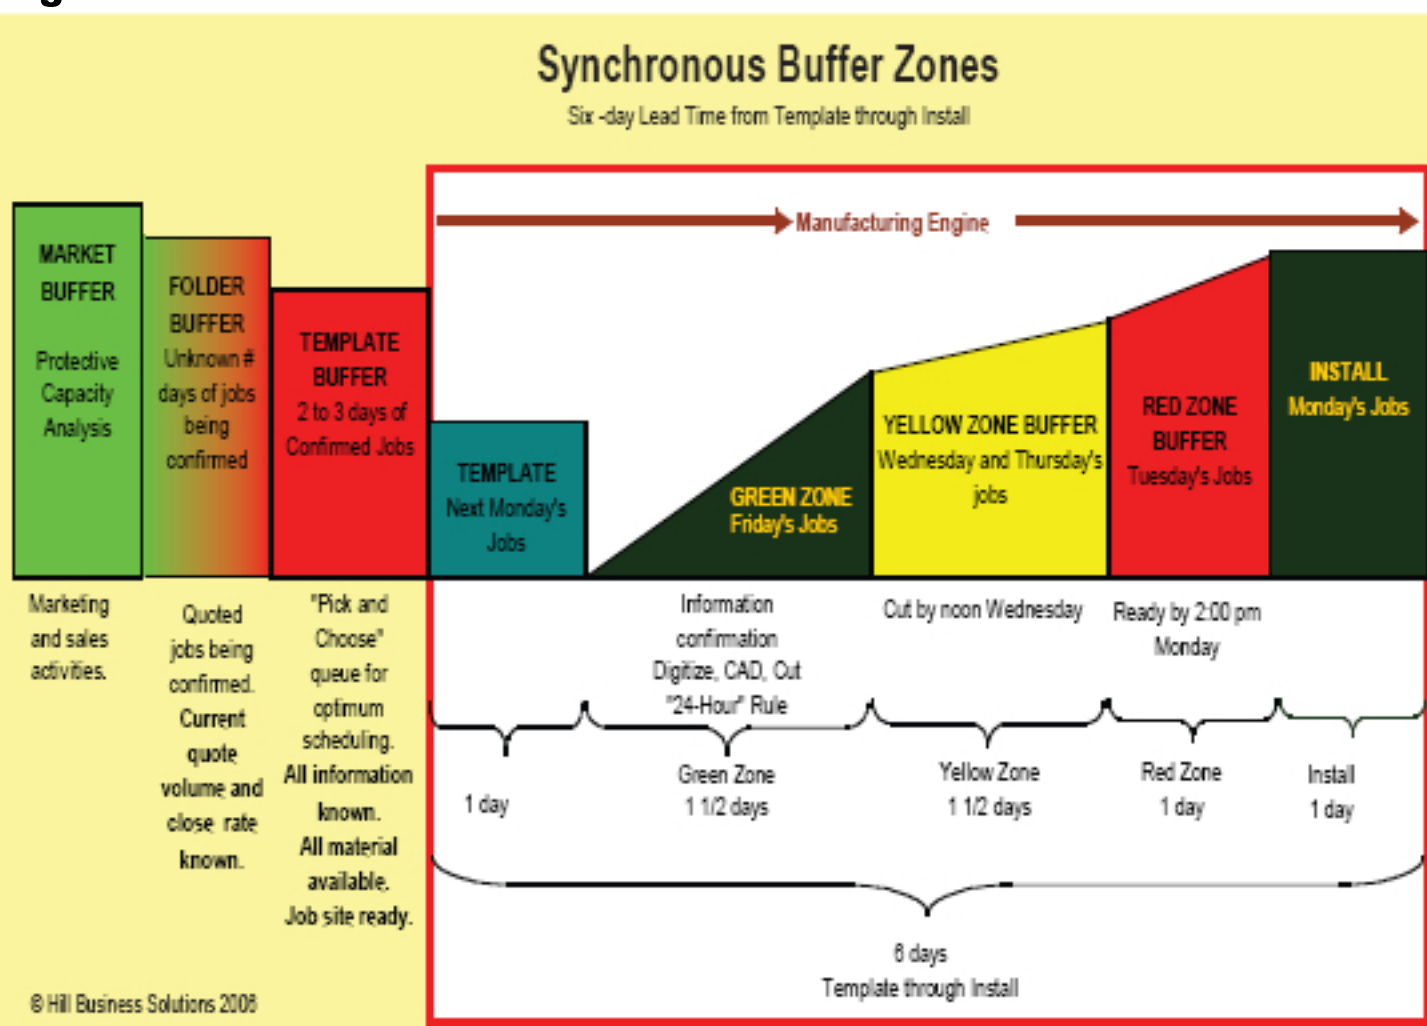 Synchronous Buffer Zones
Six -day Lead Time from Template through Install
Manufacturing Engine
MARKET
BUFFER
Protective
Capacity
Analysis
FOLDER
BUFFER
Unknown #
days of jobs
being
confirmed
TEMPLATE
BUFFER
2 to 3 days of
Confirmed Jobs
TEMPLATE
Next Monday's
Jobs
GREEN ZONE
Friday's Jobs
YELLOW ZONE BUFFER
Wednesday and Thursday's
jobs
RED ZONE
BUFFER
Tuesday's Jobs
INSTALL
Monday's Jobs
Marketing
and sales
activities.
Quoted
jobs being
confirmed.
Current
quote
volume and
close rate
known.
"Pick and
Choose"
queue for
optimum
scheduling.
All information
known.
All material
available.
Job site ready.
Information
confirmation
Digitize, CAD, Cut
"24-Hour" Rule
Cut by noon Wednesday
Ready by 2:00 pm
Monday
1 day
Green Zone
1 1/2 days
Yellow Zone
1 1/2 days
Red Zone
1 day
Install
1 day
6 days
Template through Install
© Hill Business Solutions 2006